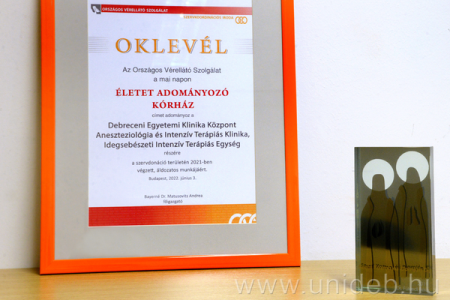 ORSZÁGOS VÉRELLÁTÓ SZOLGÁLAT
OKLEVÉL
Az Országos Vérellátó Szolgálat
a mai napon
ÉLETET ADOMÁNYOZÓ
KÓRHÁZ
címet adományoz a
Debreceni Egyetemi Klinika Központ
Aneszteziológia és Intenzív Terápiás Klinika,
Idegsebészeti Intenzív Terápiás Egység
részére
a szervdonáció területén 2021-ben
végzett, áldozatos munkájáért.
Budapest, 2022. június 3.
Főigazgató
www.unideb.hu